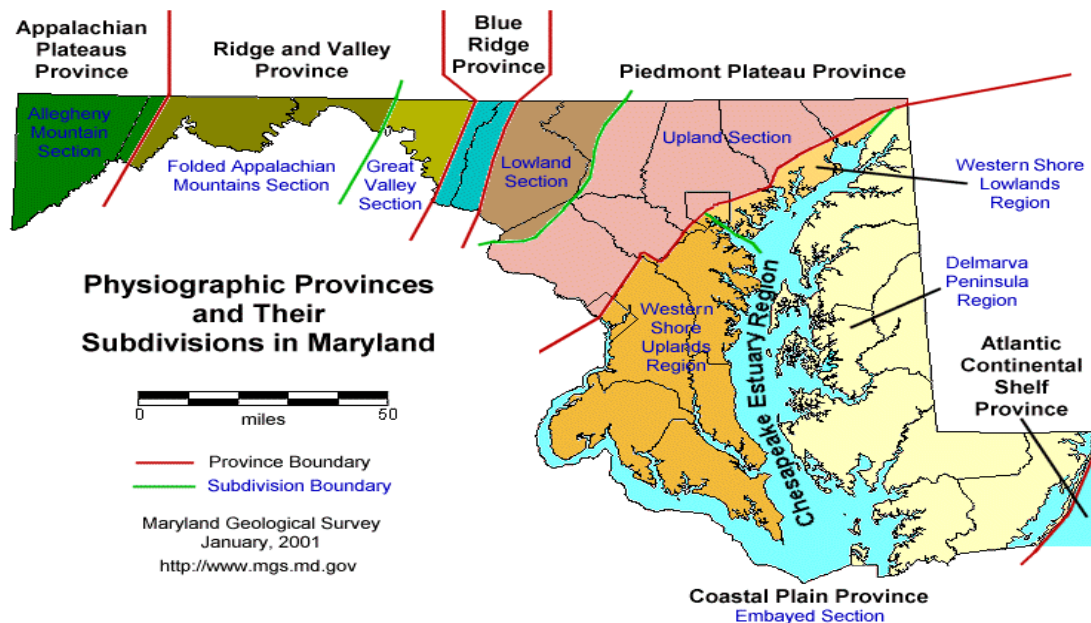 Appalachian
Plateaus
Province
Ridge and Valley
Province
Blue
Ridge
Province
Piedmont Plateau Province
Allegheny
Mountain
Section
Folded Appalachian
Mountains Section
Great
Valley
Section
Lowland
Section
Upland Section
Western Shore
Lowlands
Region
Delmarva
Peninsula
Region
Western
Shore
Uplands
Region
Chesapeake Estuary Region
Atlantic
Continental
Shelf
Province
Physiographic Provinces
and Their
Subdivisions in Maryland
0 50
miles
Province Boundary
Subdivision Boundary
Maryland Geological Survey
January, 2001
http://www.mgs.md.gov
Coastal Plain Province
Embayed Section